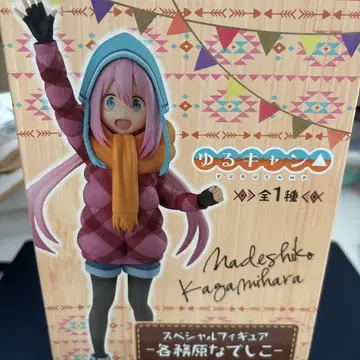 ゆるキャン△
YURUCAMP
全1種
Nadeshiko
Kagamihara
スペシャルフィギュア
-各務原なでしこ-